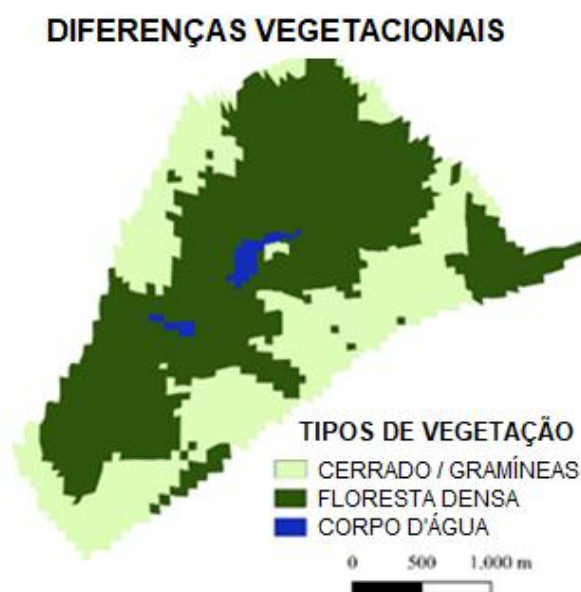 DIFERENÇAS VEGETACIONAIS
TIPOS DE VEGETAÇÃO
CERRADO / GRAMÍNEAS
FLORESTA DENSA
CORPO D'ÁGUA
0 500 1.000 m